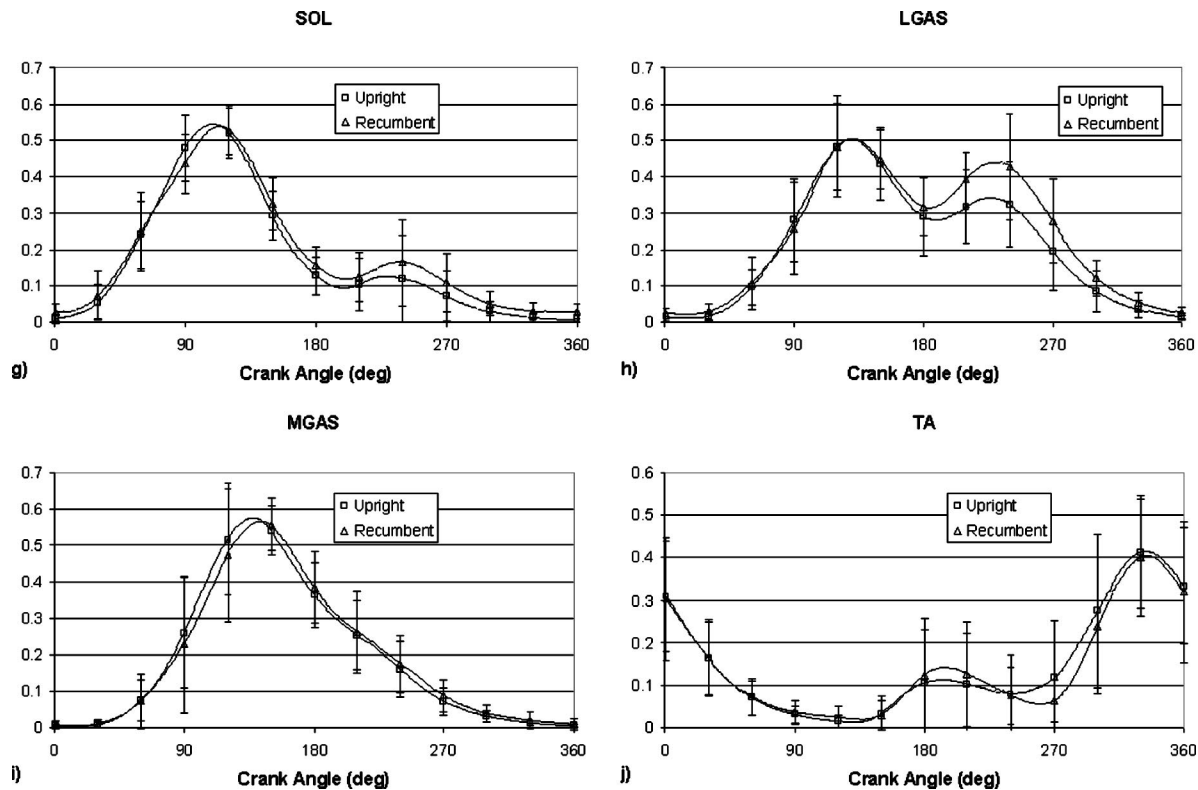 SOL
0.7
0.6
0.5
0.4
0.3
0.2
0.1
0
Upright
Recumbent
0 90 180 270 360
g)
Crank Angle (deg)
LGAS
0.7
0.6
0.5
0.4
0.3
0.2
0.1
0
Upright
Recumbent
0 90 180 270 360
h)
Crank Angle (deg)
MGAS
0.7
0.6
0.5
0.4
0.3
0.2
0.1
0
Upright
Recumbent
0 90 180 270 360
i)
Crank Angle (deg)
TA
0.7
0.6
0.5
0.4
0.3
0.2
0.1
0
Upright
Recumbent
0 90 180 270 360
j)
Crank Angle (deg)